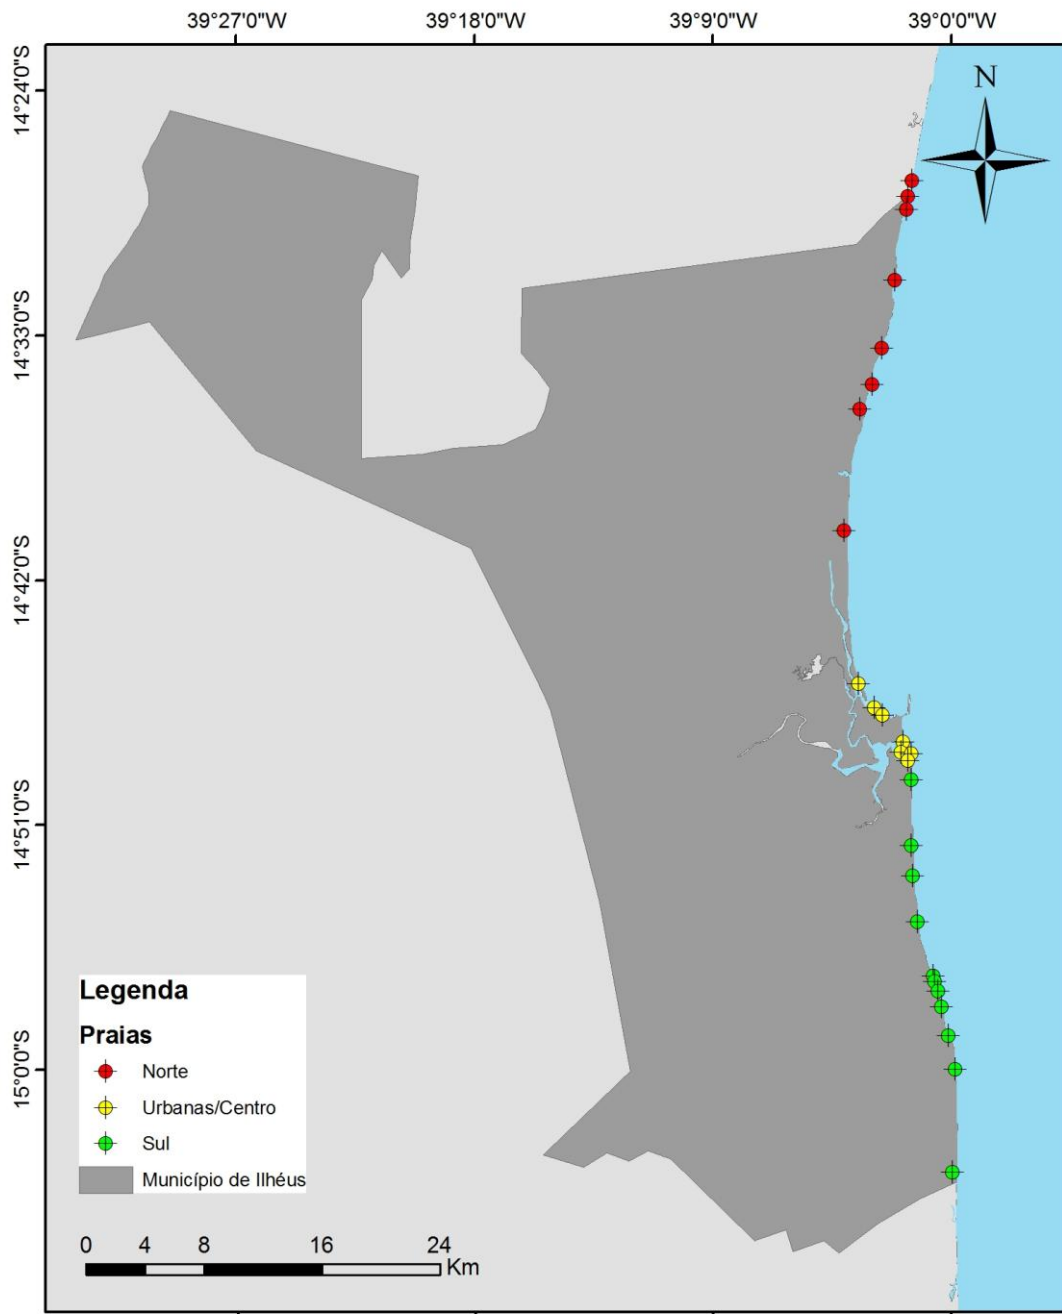 39°27'0"W 39°18'0"W 39°9'0"W 39°0'0"W
14°24'0"S
N
14°33'0"S
14°42'0"S
14°51'0"S
15°0'0"S
Legenda
Praias
Norte
Urbanas/Centro
Sul
Município de Ilhéus
0 4 8 16 24
Km